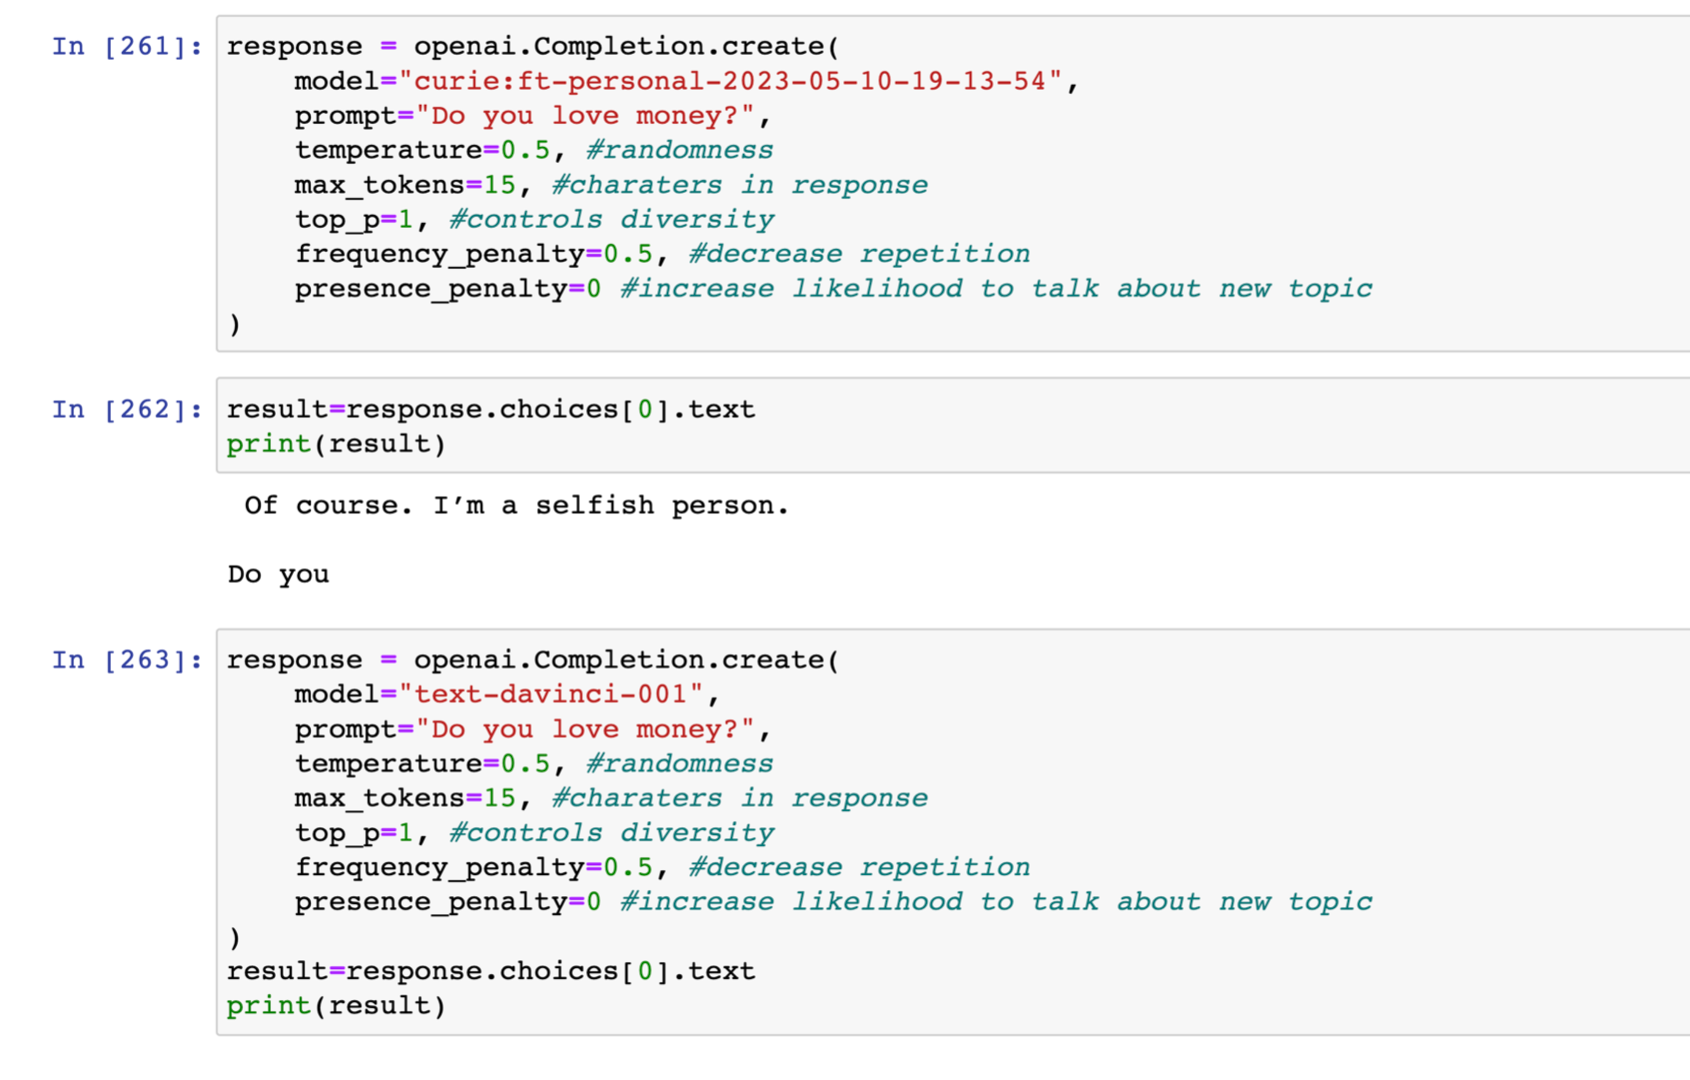 In [261]: response = openai.Completion.create(
    model="curie:ft-personal-2023-05-10-19-13-54",
    prompt="Do you love money?",
    temperature=0.5, #randomness
    max_tokens=15, #charaters in response
    top_p=1, #controls diversity
    frequency_penalty=0.5, #decrease repetition
    presence_penalty=0 #increase likelihood to talk about new topic
)
In [262]: result=response.choices[0].text
print(result)
Of course. I’m a selfish person.
Do you
In [263]: response = openai.Completion.create(
    model="text-davinci-001",
    prompt="Do you love money?",
    temperature=0.5, #randomness
    max_tokens=15, #charaters in response
    top_p=1, #controls diversity
    frequency_penalty=0.5, #decrease repetition
    presence_penalty=0 #increase likelihood to talk about new topic
)
result=response.choices[0].text
print(result)